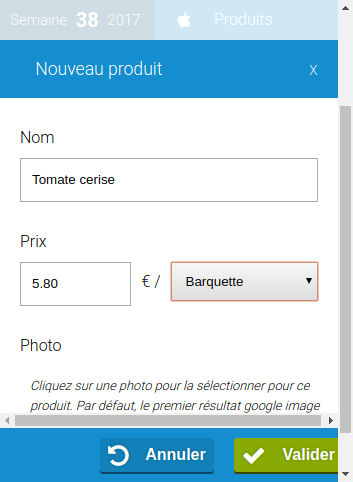 Semaine 38 2017 Produits
Nouveau produit x
Nom
Tomate cerise
Prix
5.80 € / Barquette
Photo
Cliquez sur une photo pour la sélectionner pour ce
produit. Par défaut, le premier résultat google image
Annuler Valider